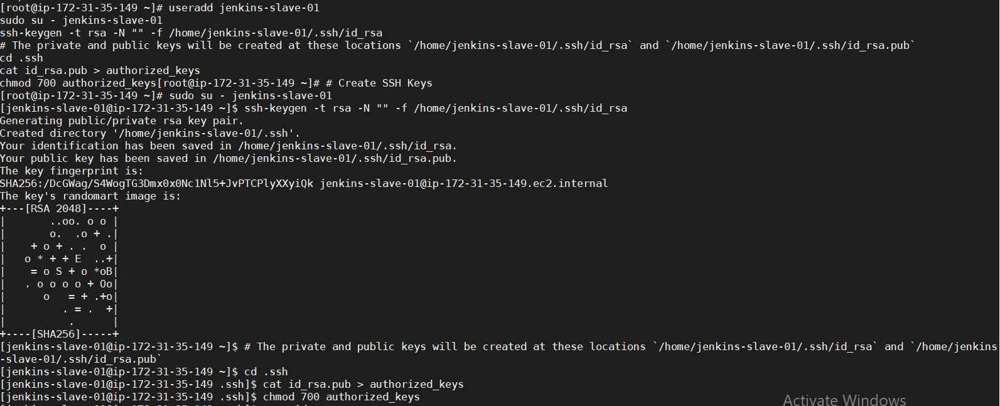 [root@ip-172-31-35-149 ~]# useradd jenkins-slave-01
sudo su - jenkins-slave-01
ssh-keygen -t rsa -N "" -f /home/jenkins-slave-01/.ssh/id_rsa
# The private and public keys will be created at these locations `/home/jenkins-slave-01/.ssh/id_rsa` and `/home/jenkins-slave-01/.ssh/id_rsa.pub`
cd .ssh
cat id_rsa.pub > authorized_keys
chmod 700 authorized_keys[root@ip-172-31-35-149 ~]# # Create SSH Keys
[root@ip-172-31-35-149 ~]# sudo su - jenkins-slave-01
[jenkins-slave-01@ip-172-31-35-149 ~]$ ssh-keygen -t rsa -N "" -f /home/jenkins-slave-01/.ssh/id_rsa
Generating public/private rsa key pair.
Created directory '/home/jenkins-slave-01/.ssh'.
Your identification has been saved in /home/jenkins-slave-01/.ssh/id_rsa.
Your public key has been saved in /home/jenkins-slave-01/.ssh/id_rsa.pub.
The key fingerprint is:
SHA256:/DcGWag/S4WogTG3Dmx0x0Nc1Nl5+JvPTCPlyXXyiQk jenkins-slave-01@ip-172-31-35-149.ec2.internal
The key's randomart image is:
+---[RSA 2048]----+
|       ..oo. o o |
|       o.  .o + .|
|    + o + . .  o |
|   o * + + E  ..+|
|    = o S + o *oB|
|   . o o o o + Oo|
|      o   = + .+o|
|         . = .  +|
|          .      |
+----[SHA256]-----+
[jenkins-slave-01@ip-172-31-35-149 ~]$ # The private and public keys will be created at these locations `/home/jenkins-slave-01/.ssh/id_rsa` and `/home/jenkins
-slave-01/.ssh/id_rsa.pub`
[jenkins-slave-01@ip-172-31-35-149 ~]$ cd .ssh
[jenkins-slave-01@ip-172-31-35-149 .ssh]$ cat id_rsa.pub > authorized_keys
[jenkins-slave-01@ip-172-31-35-149 .ssh]$ chmod 700 authorized_keys
Activate Windows